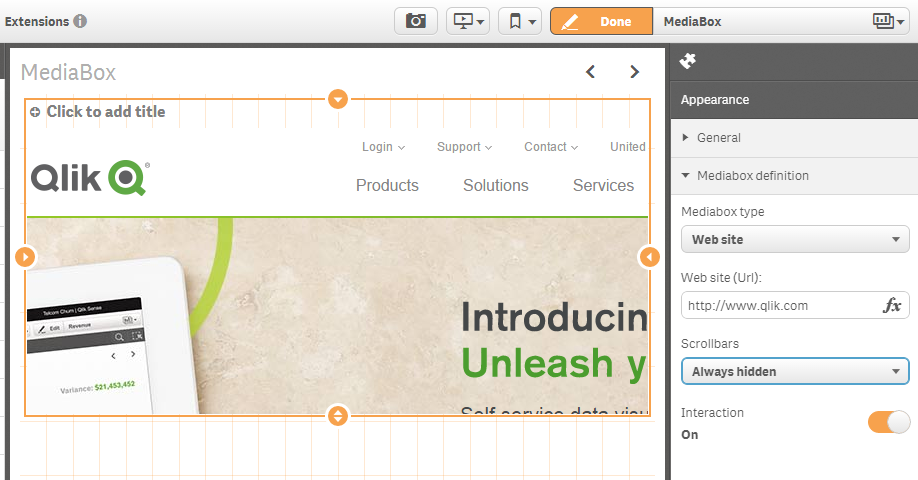 Extensions
Done
MediaBox
MediaBox
Click to add title
Login Support Contact United
Qlik Q®
Products Solutions Services
Telcom Churn | Qlik Sense
Edit Revenue
Variance: $21,453,452
Introducin
Unleash y
Self service data visu
Appearance
General
Mediabox definition
Mediabox type
Web site
Web site (Url):
http://www.qlik.com
fx
Scrollbars
Always hidden
Interaction
On